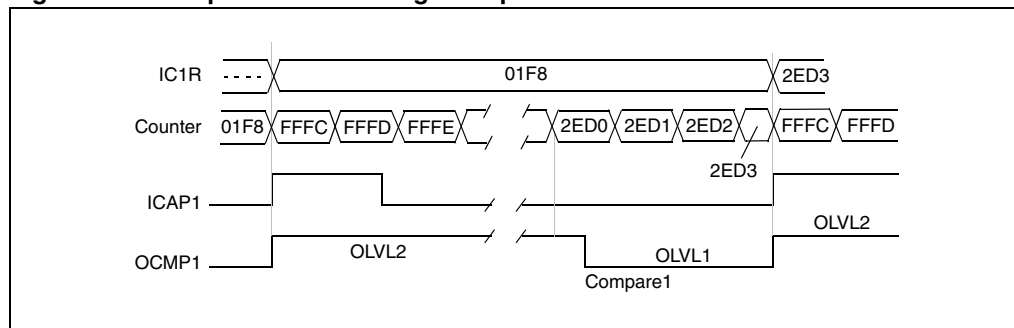 IC1R - - - - 01F8 2ED3
Counter 01F8 FFFC FFFD FFFE 2ED0 2ED1 2ED2 FFFC FFFD
2ED3
ICAP1
OLVL2
OCMP1 OLVL2 OLVL1
Compare1